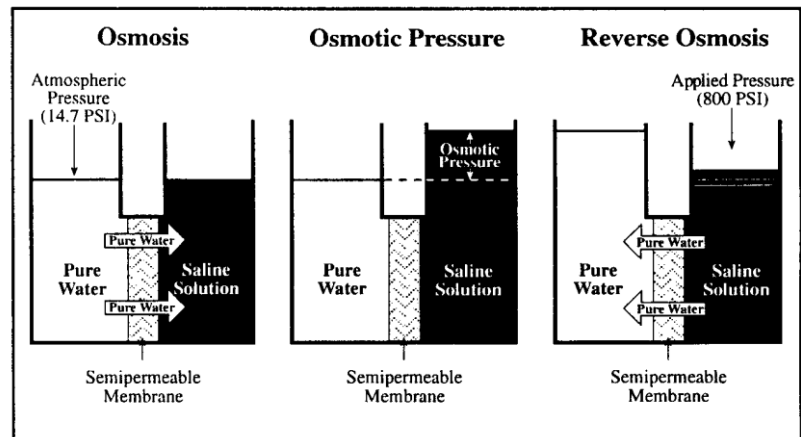 Osmosis
Atmospheric
Pressure
(14.7 PSI)
Pure Water
Pure
Water
Saline
Solution
Pure Water
Semipermeable
Membrane
Osmotic Pressure
Osmotic
Pressure
Pure
Water
Saline
Solution
Semipermeable
Membrane
Reverse Osmosis
Applied Pressure
(800 PSI)
Pure Water
Pure
Water
Saline
Solution
Pure Water
Semipermeable
Membrane